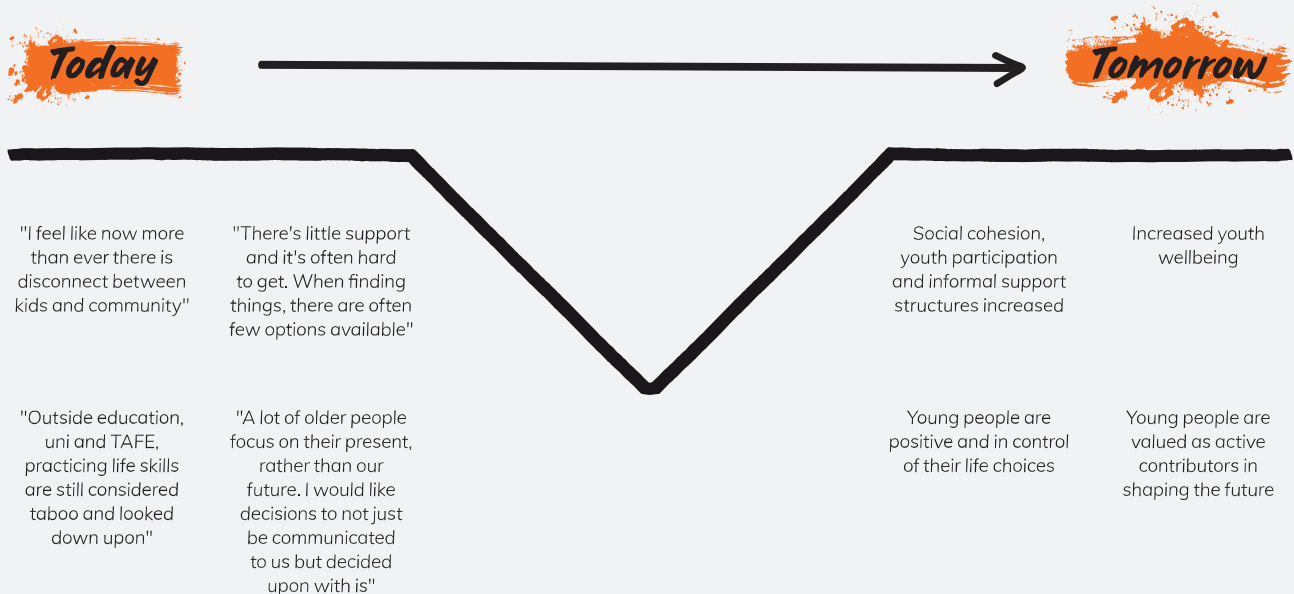 Today
Tomorrow
"I feel like now more
than ever there is
disconnect between
kids and community"
"There's little support
and it's often hard
to get. When finding
things, there are often
few options available"
Social cohesion,
youth participation
and informal support
structures increased
Increased youth
wellbeing
"Outside education,
uni and TAFE,
practicing life skills
are still considered
taboo and looked
down upon"
"A lot of older people
focus on their present,
rather than our
future. I would like
decisions to not just
be communicated
to us but decided
upon with is"
Young people are
positive and in control
of their life choices
Young people are
valued as active
contributors in
shaping the future